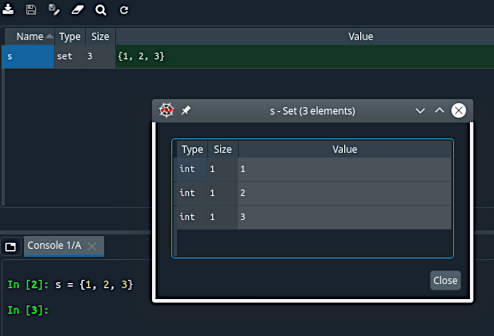 Name Type Size Value
s set 3 {1, 2, 3}
s - Set (3 elements)
Type Size Value
int 1 1
int 1 2
int 1 3
Close
Console 1/A
In [2]: s = {1, 2, 3}
In [3]: